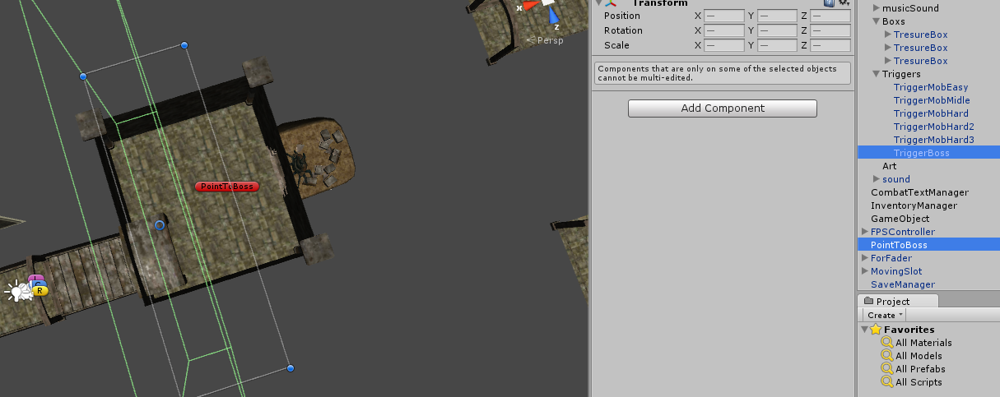 x
z
Persp
PointToBoss
R
Transform
Position X — Y — Z —
Rotation X — Y — Z —
Scale X — Y — Z —
Components that are only on some of the selected objects
cannot be multi-edited.
Add Component
musicSound
Boxs
TresureBox
TresureBox
TresureBox
Triggers
TriggerMobEasy
TriggerMobMidle
TriggerMobHard
TriggerMobHard2
TriggerMobHard3
TriggerBoss
Art
sound
CombatTextManager
InventoryManager
GameObject
FPSController
PointToBoss
ForFader
MovingSlot
SaveManager
Project
Create
Favorites
All Materials
All Models
All Prefabs
All Scripts